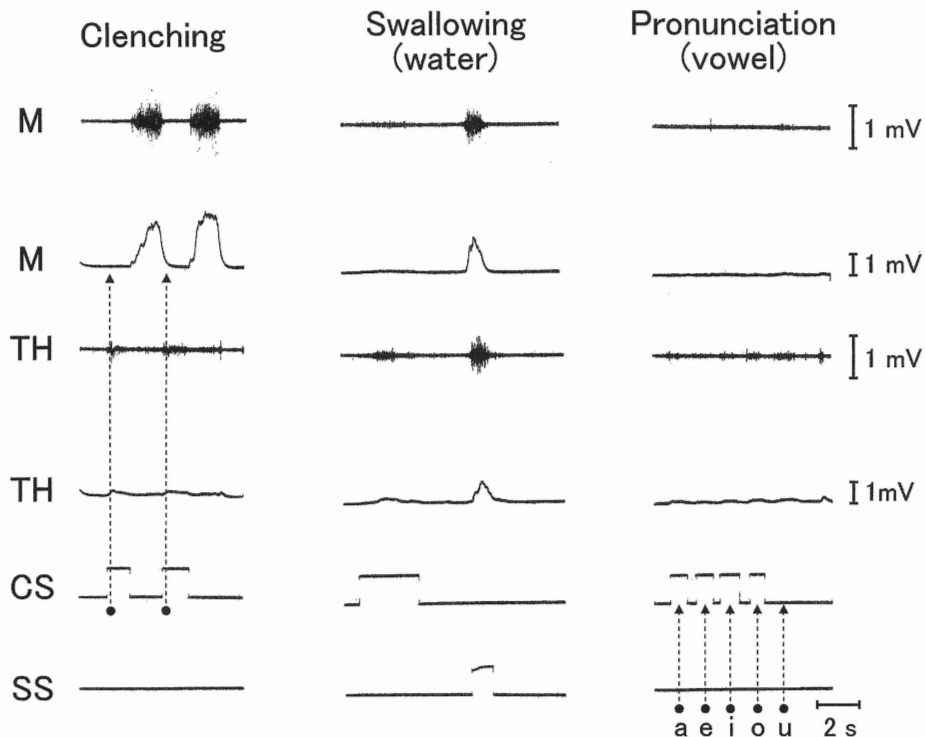 Clenching
Swallowing
(water)
Pronunciation
(vowel)
M
1 mV
M
1 mV
TH
1 mV
TH
1mV
CS
SS
a e i o u
2 s